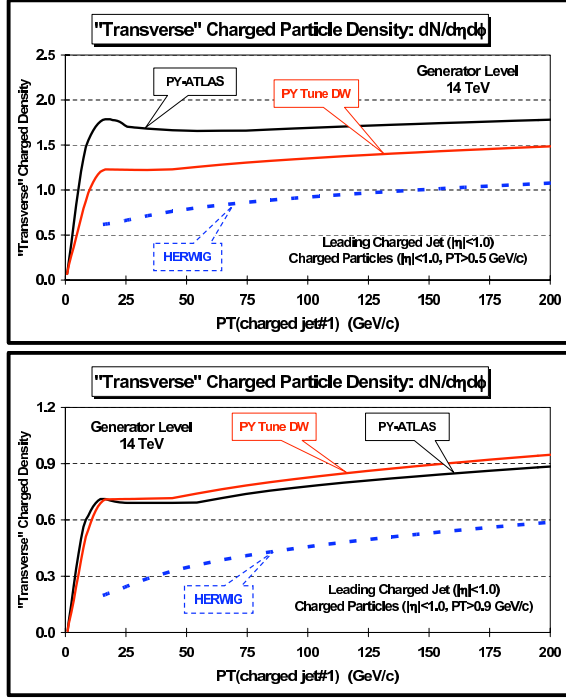 "Transverse" Charged Particle Density: dN/dηdϕ
2.5
2.0
1.5
1.0
0.5
0.0
"Transverse" Charged Density
PY-ATLAS
PY Tune DW
Generator Level
14 TeV
HERWIG
Leading Charged Jet (|η|<1.0)
Charged Particles (|η|<1.0, PT>0.5 GeV/c)
0 25 50 75 100 125 150 175 200
PT(charged jet#1) (GeV/c)
"Transverse" Charged Particle Density: dN/dηdϕ
1.2
0.9
0.6
0.3
0.0
"Transverse" Charged Density
Generator Level
14 TeV
PY Tune DW
PY-ATLAS
HERWIG
Leading Charged Jet (|η|<1.0)
Charged Particles (|η|<1.0, PT>0.9 GeV/c)
0 25 50 75 100 125 150 175 200
PT(charged jet#1) (GeV/c)